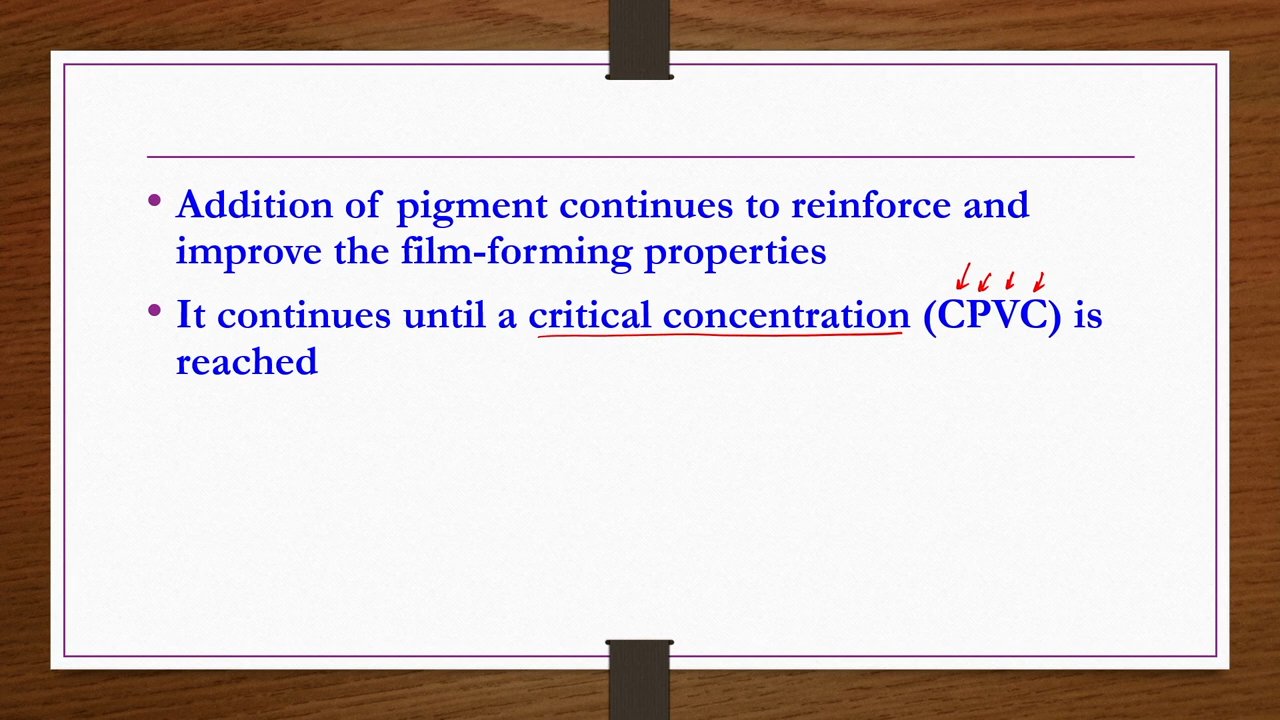 • Addition of pigment continues to reinforce and
improve the film-forming properties
• It continues until a critical concentration (CPVC) is
reached